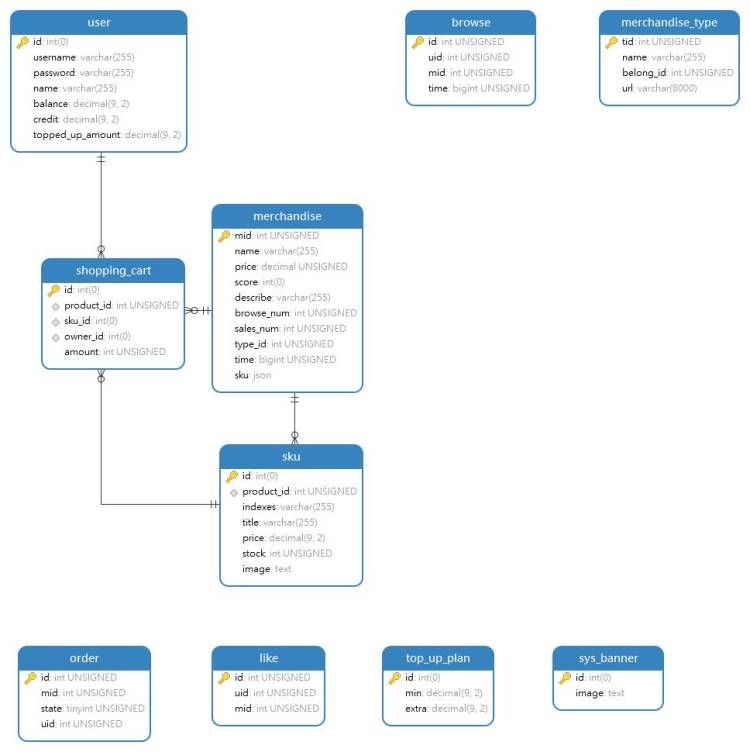 user
id: int(0)
username: varchar(255)
password: varchar(255)
name: varchar(255)
balance: decimal(9, 2)
credit: decimal(9, 2)
topped_up_amount: decimal(9, 2)
browse
id: int UNSIGNED
uid: int UNSIGNED
mid: int UNSIGNED
time: bigint UNSIGNED
merchandise_type
tid: int UNSIGNED
name: varchar(255)
belong_id: int UNSIGNED
url: varchar(8000)
merchandise
mid: int UNSIGNED
name: varchar(255)
price: decimal UNSIGNED
score: int(0)
describe: varchar(255)
browse_num: int UNSIGNED
sales_num: int UNSIGNED
type_id: int UNSIGNED
time: bigint UNSIGNED
sku: json
shopping_cart
id: int(0)
product_id: int UNSIGNED
sku_id: int(0)
owner_id: int(0)
amount: int UNSIGNED
sku
id: int(0)
product_id: int UNSIGNED
indexes: varchar(255)
title: varchar(255)
price: decimal(9, 2)
stock: int UNSIGNED
image: text
order
id: int UNSIGNED
mid: int UNSIGNED
state: tinyint UNSIGNED
uid: int UNSIGNED
like
id: int UNSIGNED
uid: int UNSIGNED
mid: int UNSIGNED
top_up_plan
id: int(0)
min: decimal(9, 2)
extra: decimal(9, 2)
sys_banner
id: int(0)
image: text